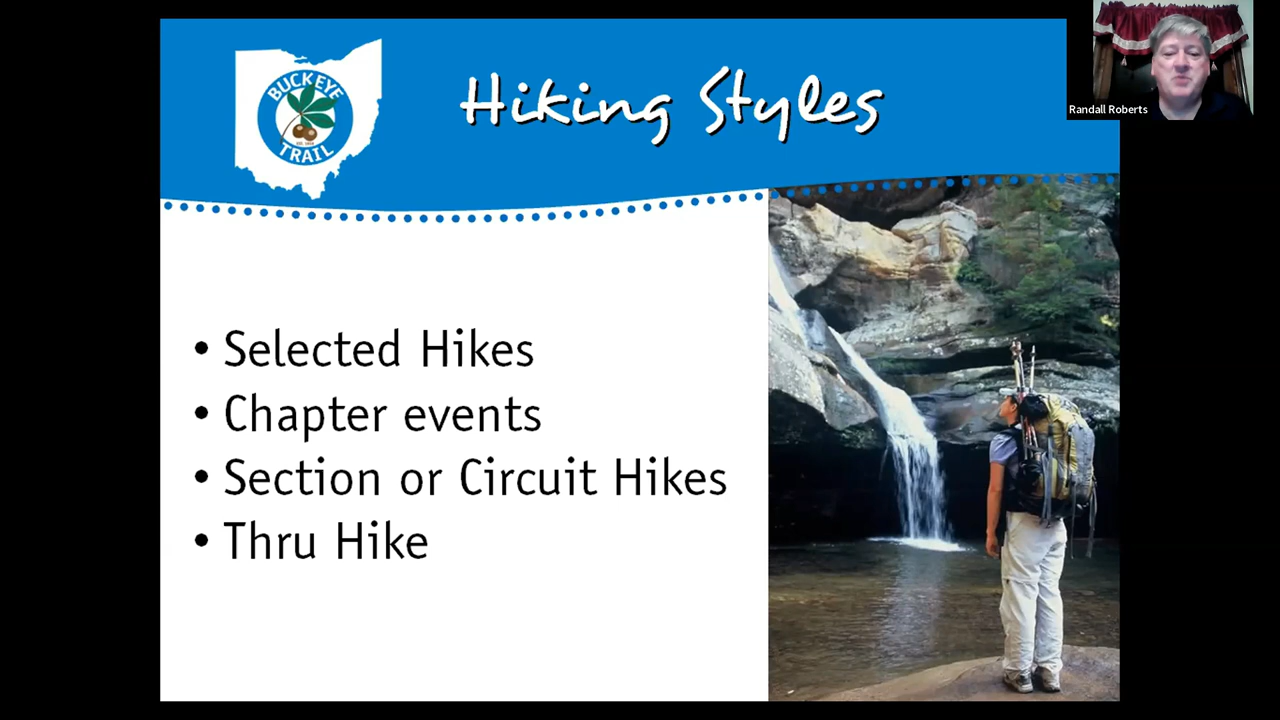 BUCKEYE
TRAIL
Hiking Styles
Randall Roberts
• Selected Hikes
• Chapter events
• Section or Circuit Hikes
• Thru Hike